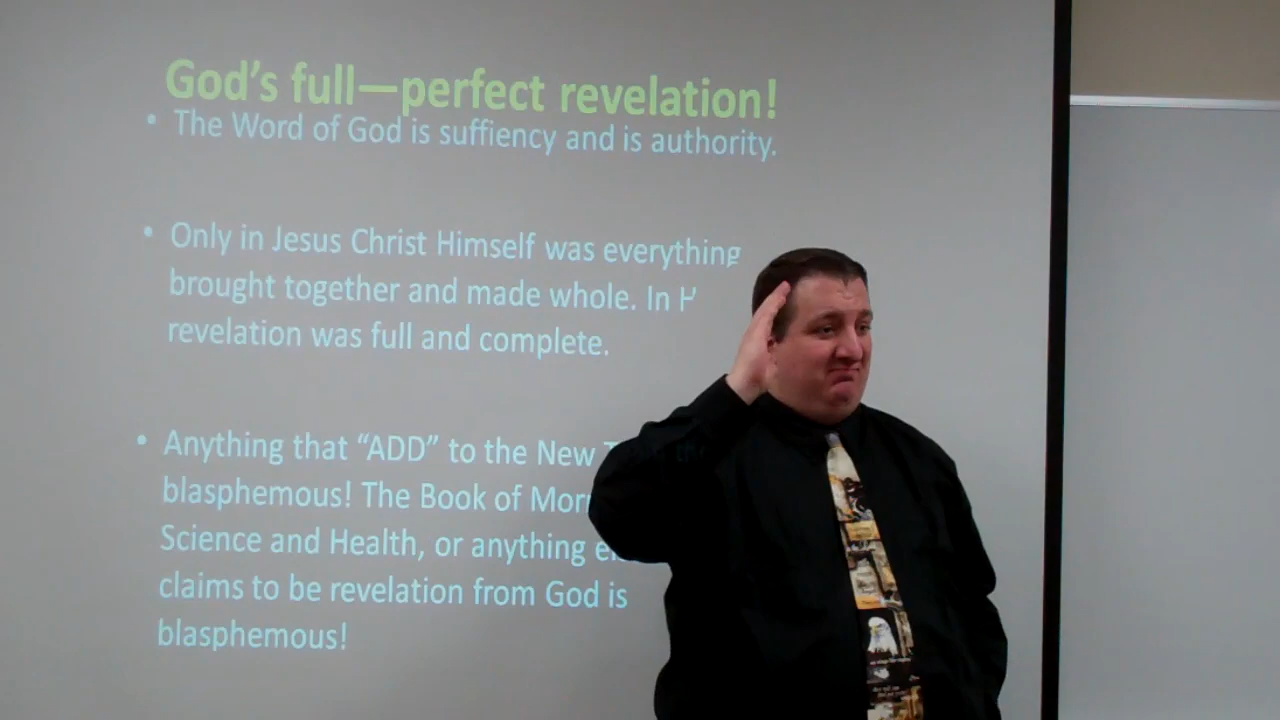 God's full—perfect revelation!
• The Word of God is suffiency and is authority.
• Only in Jesus Christ Himself was everything
brought together and made whole. In
revelation was full and complete.
• Anything that “ADD” to the New
blasphemous! The Book of
Science and Health, or anything
claims to be revelation from God is
blasphemous!